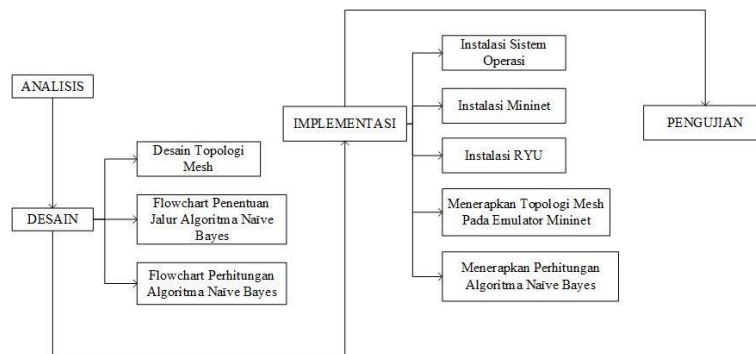 ANALISIS
DESAIN
Desain Topologi
Mesh
Flowchart Penentuan
Jalur Algoritma Naïve
Bayes
Flowchart Perhitungan
Algoritma Naïve Bayes
IMPLEMENTASI
Instalasi Sistem
Operasi
Instalasi Mininet
Instalasi RYU
Menerapkan Topologi Mesh
Pada Emulator Mininet
Menerapkan Perhitungan
Algoritma Naïve Bayes
PENGUJIAN